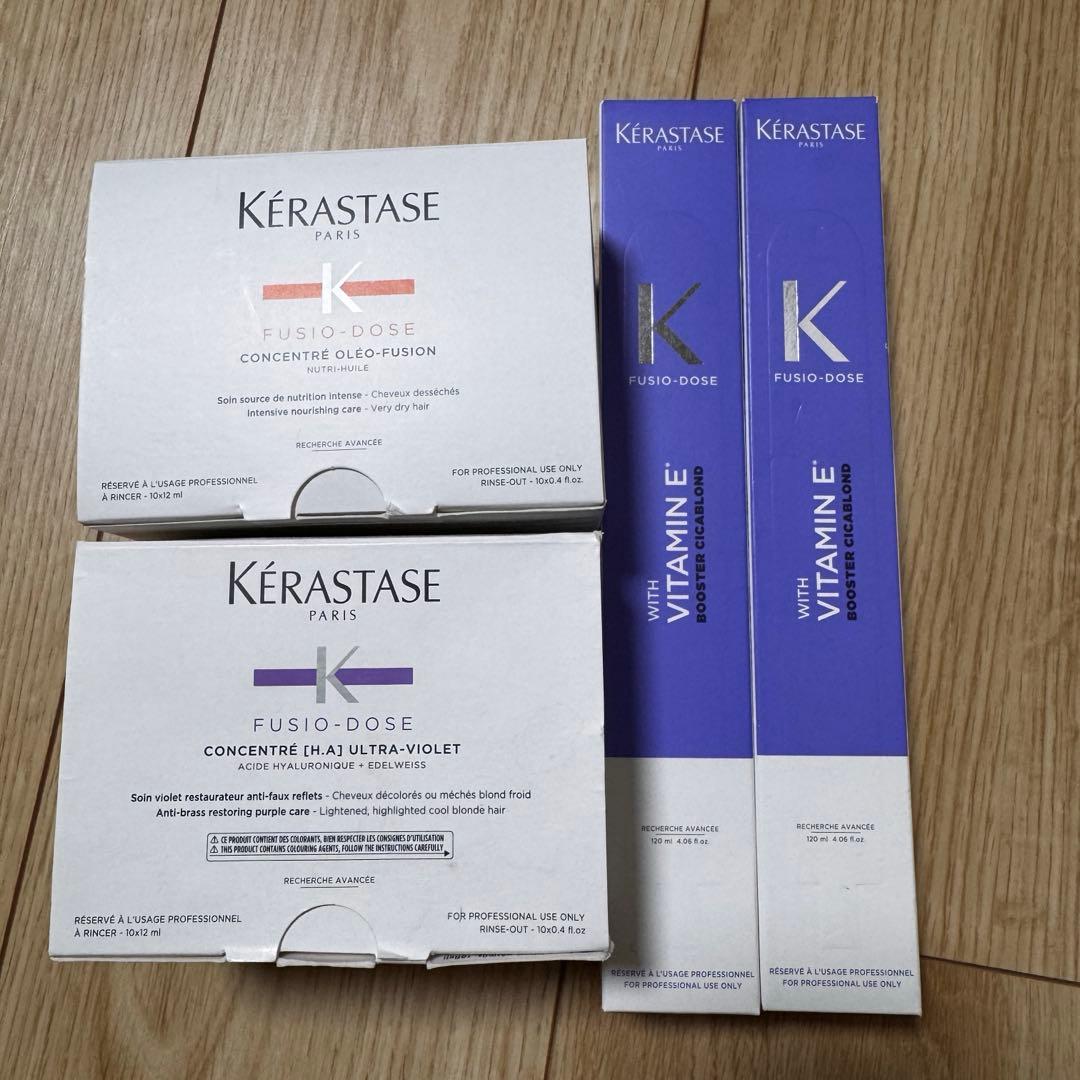 KÉRASTASE
PARIS
K
FUSIO-DOSE
CONCENTRÉ OLÉO-FUSION
NUTRI-HUILE
Soin source de nutrition intense - Cheveux desséchés
Intensive nourishing care - Very dry hair
RECHERCHE AVANCÉE
RÉSERVÉ À L'USAGE PROFESSIONNEL
À RINCER - 10x12 ml
FOR PROFESSIONAL USE ONLY
RINSE-OUT - 10x0.4 fl.oz.
KÉRASTASE
PARIS
K
FUSIO-DOSE
CONCENTRÉ [H.A] ULTRA-VIOLET
ACIDE HYALURONIQUE + EDELWEISS
Soin violet restaurateur anti-faux reflets - Cheveux décolorés ou méchés blond froid
Anti-brass restoring purple care - Lightened, highlighted cool blonde hair
⚠ CE PRODUIT CONTIENT DES COLORANTS, BIEN RESPECTER LES CONSIGNES D'UTILISATION
⚠ THIS PRODUCT CONTAINS COLOURING AGENTS, FOLLOW THE INSTRUCTIONS CAREFULLY
RECHERCHE AVANCÉE
RÉSERVÉ À L'USAGE PROFESSIONNEL
À RINCER - 10x12 ml
FOR PROFESSIONAL USE ONLY
RINSE-OUT - 10x0.4 fl.oz
KÉRASTASE
PARIS
K
FUSIO-DOSE
WITH
VITAMIN E*
BOOSTER CICABLOND
RECHERCHE AVANCÉE
120 ml 4.06 fl.oz.
RÉSERVÉ À L'USAGE PROFESSIONNEL
FOR PROFESSIONAL USE ONLY
KÉRASTASE
PARIS
K
FUSIO-DOSE
WITH
VITAMIN E*
BOOSTER CICABLOND
RECHERCHE AVANCÉE
120 ml 4.06 fl.oz.
RÉSERVÉ À L'USAGE PROFESSIONNEL
FOR PROFESSIONAL USE ONLY